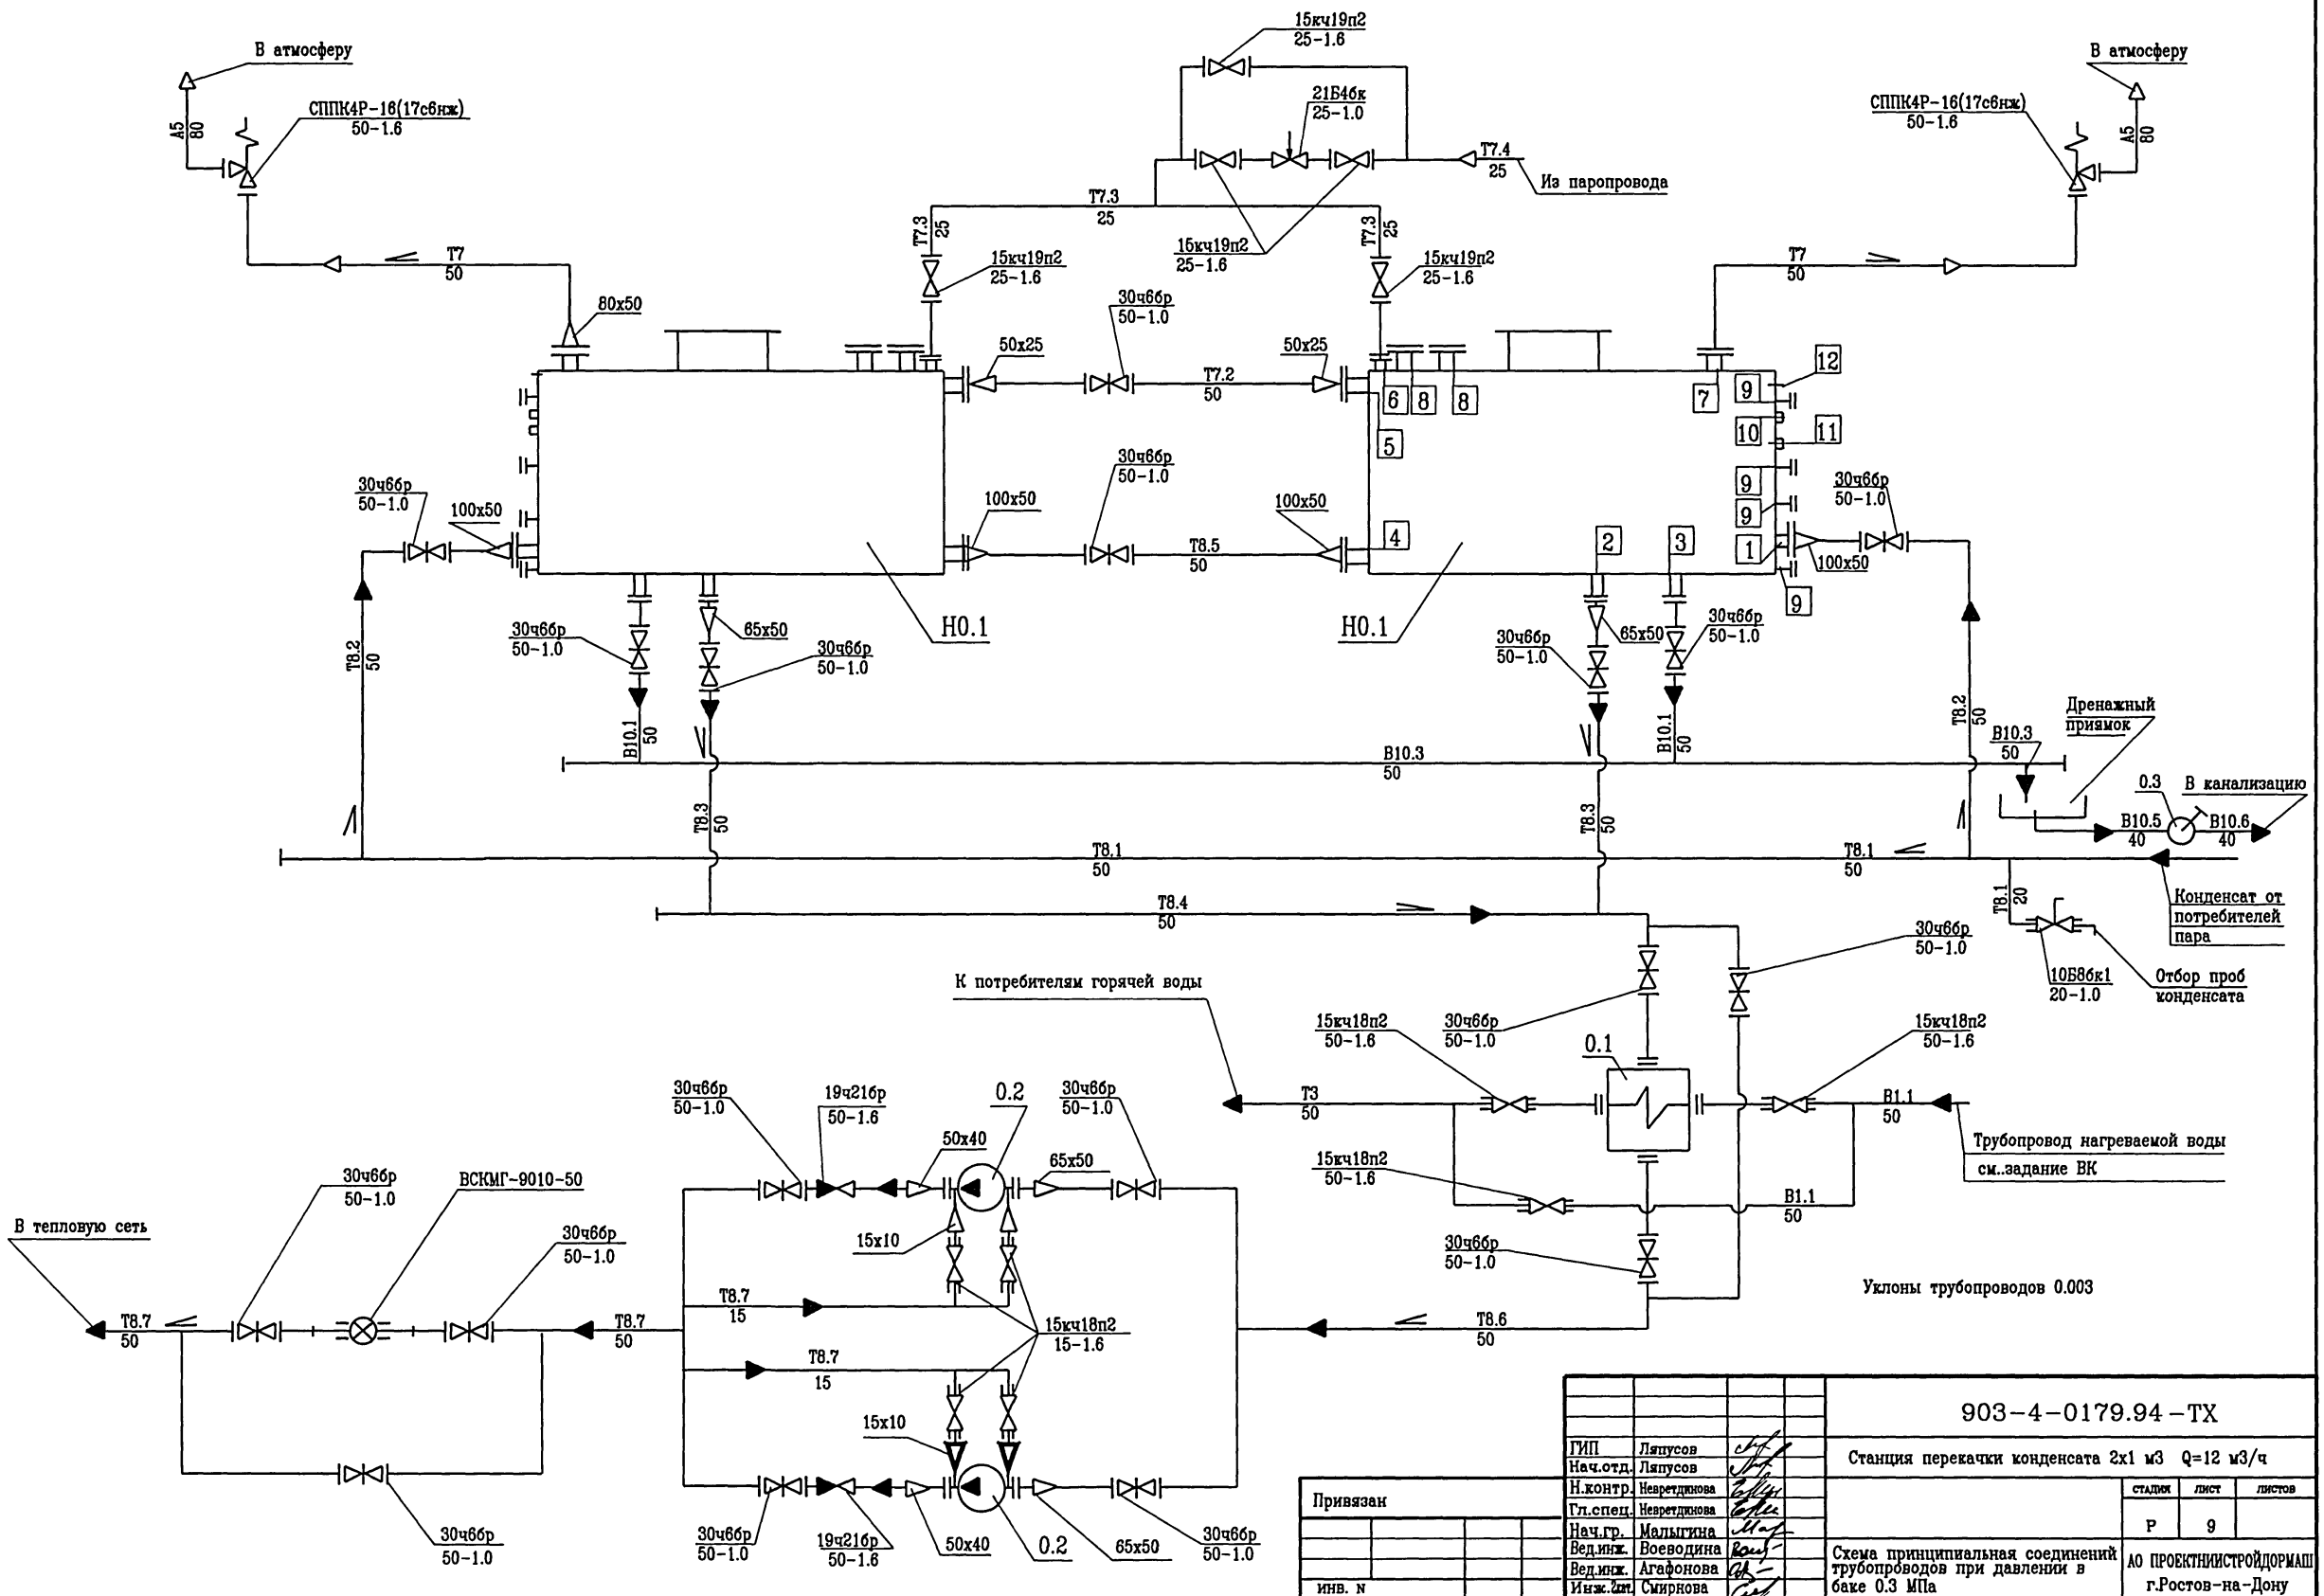 В атмосферу
СППК4Р-16(17с6нж)
50-1.6
А5
80
15кч19п2
25-1.6
21Б4бк
25-1.0
Т7.4
25
Из паропровода
В атмосферу
СППК4Р-16(17с6нж)
50-1.6
А5
80
Т7.3
25
Т7.3
25
Т7.3
25
15кч19п2
25-1.6
15кч19п2
25-1.6
15кч19п2
25-1.6
Т7
50
Т7
50
80х50
50х25
30ч6бр
50-1.0
50х25
Т7.2
50
6
8
8
7
9
12
5
10
11
9
9
30ч6бр
50-1.0
100х50
100х50
30ч6бр
50-1.0
100х50
Т8.5
50
4
2
3
1
30ч6бр
50-1.0
100х50
9
Н0.1
Н0.1
30ч6бр
50-1.0
65х50
30ч6бр
50-1.0
30ч6бр
50-1.0
65х50
30ч6бр
50-1.0
Т8.2
50
В10.1
50
В10.1
50
Т8.2
50
В10.3
50
В10.3
50
Дренажный
приямок
0.3
В канализацию
В10.5
40
В10.6
40
Т8.3
50
Т8.3
50
Т8.1
50
Т8.1
50
Т8.1
20
Конденсат от
потребителей
пара
10Б8бк1
20-1.0
Отбор проб
конденсата
Т8.4
50
30ч6бр
50-1.0
К потребителям горячей воды
15кч18п2
50-1.6
30ч6бр
50-1.0
0.1
15кч18п2
50-1.6
Т3
50
В1.1
50
Трубопровод нагреваемой воды
см..задание ВК
15кч18п2
50-1.6
В1.1
50
30ч6бр
50-1.0
Уклоны трубопроводов 0.003
30ч6бр
50-1.0
19ч21бр
50-1.6
0.2
30ч6бр
50-1.0
50х40
65х50
15х10
30ч6бр
50-1.0
ВСКМГ-9010-50
30ч6бр
50-1.0
В тепловую сеть
Т8.7
50
Т8.7
50
Т8.7
15
Т8.7
15
15кч18п2
15-1.6
Т8.6
50
15х10
30ч6бр
50-1.0
30ч6бр
50-1.0
19ч21бр
50-1.6
50х40
0.2
65х50
30ч6бр
50-1.0
Привязан
ИНВ. N
ГИП Ляпусов
Нач.отд. Ляпусов
Н.контр. Невретдинова
Гл.спец. Невретдинова
Нач.гр. Малыгина
Вед.инж. Воеводина
Вед.инж. Агафонова
Инж.2кт. Смирнова
903-4-0179.94-ТХ
Станция перекачки конденсата 2х1 м3 Q=12 м3/ч
СТАДИЯ ЛИСТ ЛИСТОВ
Р 9
Схема принципиальная соединений
трубопроводов при давлении в
баке 0.3 МПа
АО ПРОЕКТНИИСТРОЙДОРМАШ
г.Ростов-на-Дону